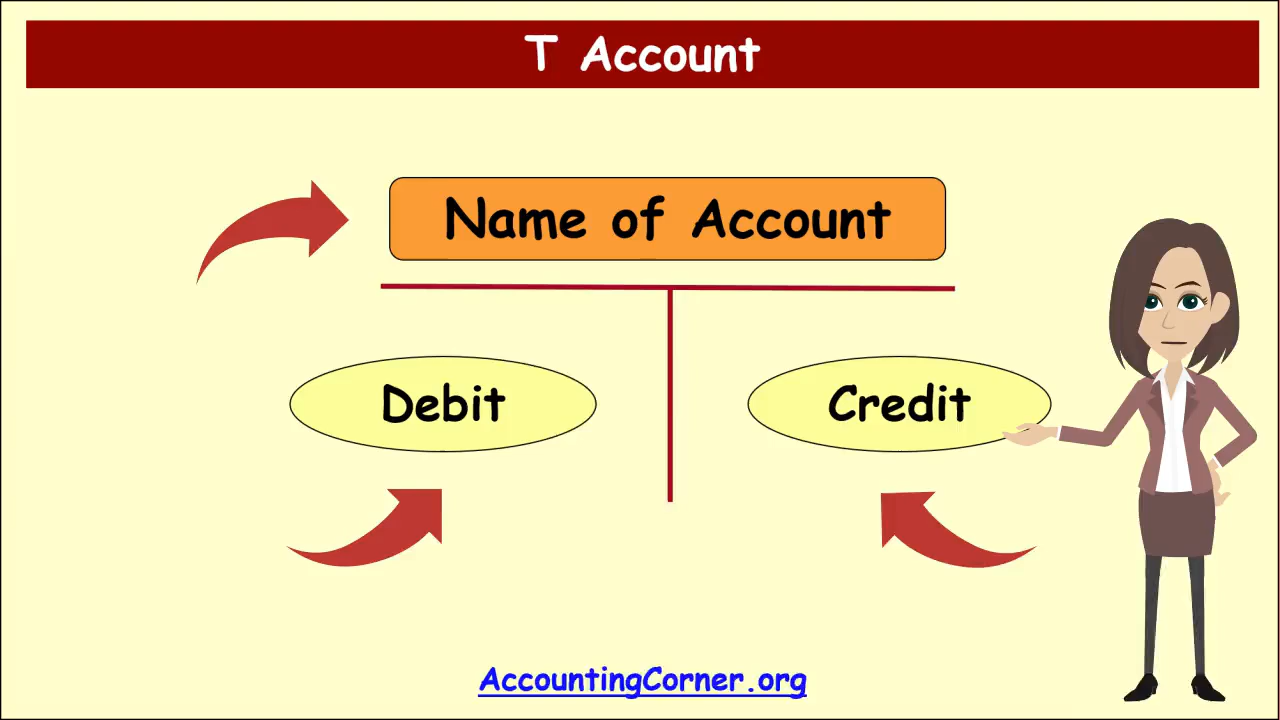 T Account
Name of Account
Debit
Credit
AccountingCorner.org